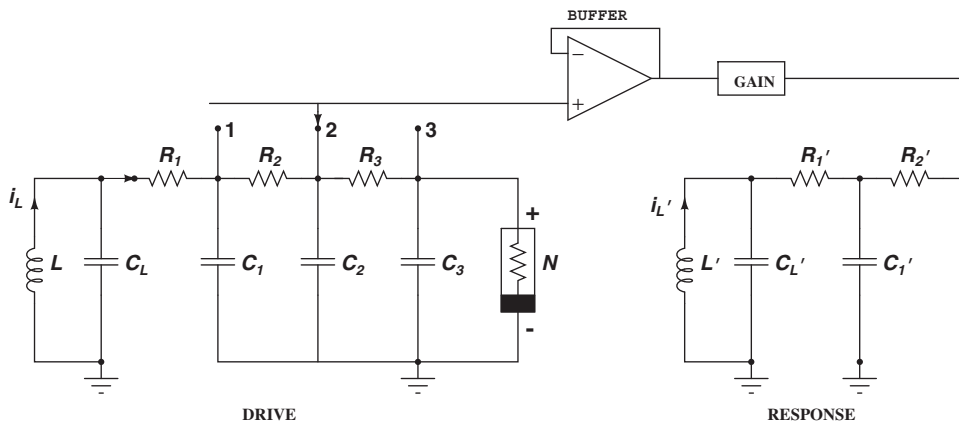 BUFFER
−
+
GAIN
1
2
3
R1
R2
R3
R1′
R2′
iL
L
CL
C1
C2
C3
+
N
-
iL′
L′
CL′
C1′
DRIVE
RESPONSE